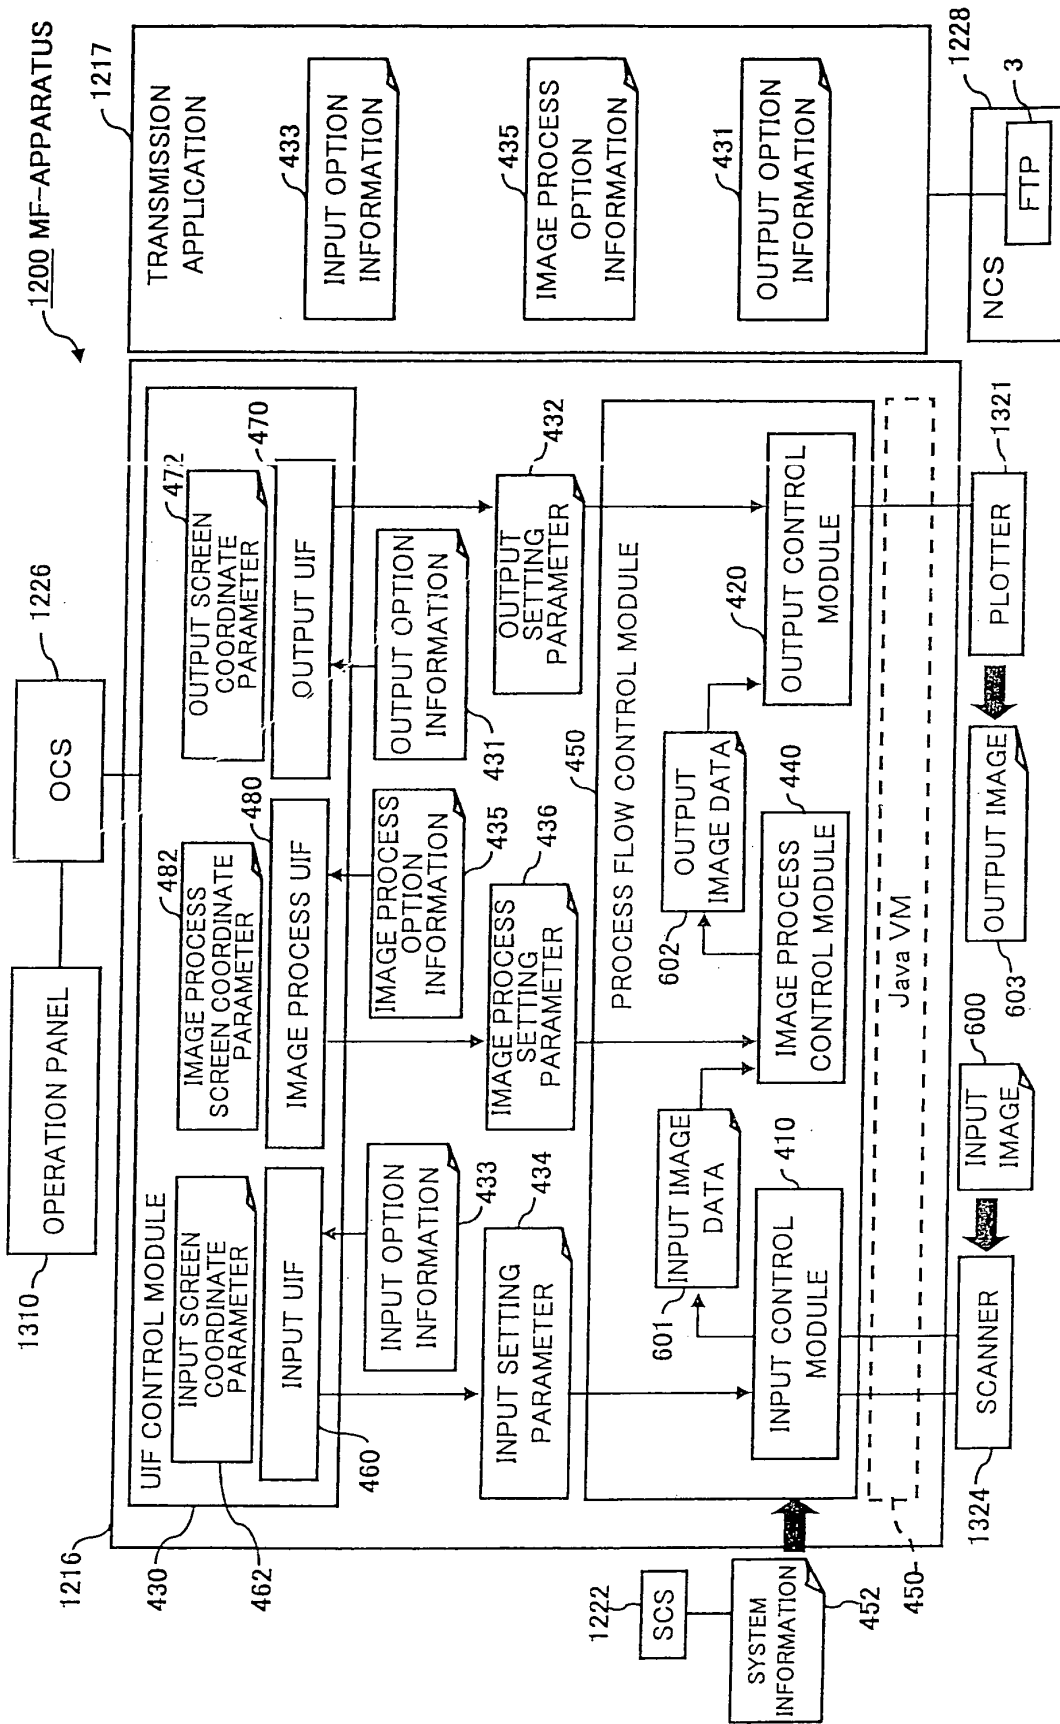 1200 MF-APPARATUS
1310
OPERATION PANEL
OCS
1226
1216
430
462
UIF CONTROL MODULE
INPUT SCREEN
COORDINATE
PARAMETER
INPUT UIF
460
IMAGE PROCESS
SCREEN COORDINATE
PARAMETER
482
IMAGE PROCESS UIF
480
OUTPUT SCREEN
COORDINATE
PARAMETER
472
OUTPUT UIF
470
INPUT OPTION
INFORMATION
433
INPUT SETTING
PARAMETER
434
IMAGE PROCESS
OPTION
INFORMATION
435
IMAGE PROCESS
SETTING
PARAMETER
436
OUTPUT OPTION
INFORMATION
431
OUTPUT
SETTING
PARAMETER
432
450
PROCESS FLOW CONTROL MODULE
601
INPUT IMAGE
DATA
INPUT CONTROL
MODULE
410
602
OUTPUT
IMAGE DATA
IMAGE PROCESS
CONTROL MODULE
440
420
OUTPUT CONTROL
MODULE
Java VM
450
1222
SCS
SYSTEM
INFORMATION
452
1324
SCANNER
INPUT
IMAGE
600
603
OUTPUT IMAGE
PLOTTER
1321
1217
TRANSMISSION
APPLICATION
433
INPUT OPTION
INFORMATION
435
IMAGE PROCESS
OPTION
INFORMATION
431
OUTPUT OPTION
INFORMATION
NCS
1228
FTP
3